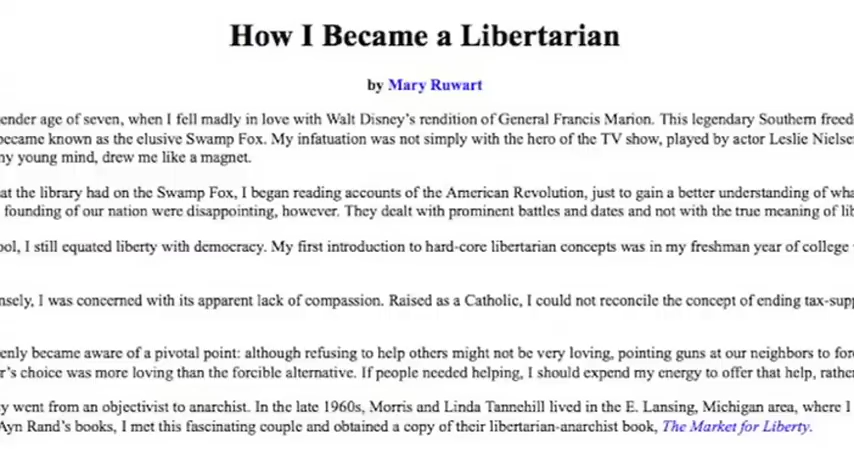 How I Became a Libertarian
by Mary Ruwart
ender age of seven, when I fell madly in love with Walt Disney's rendition of General Francis Marion. This legendary Southern freed
became known as the elusive Swamp Fox. My infatuation was not simply with the hero of the TV show, played by actor Leslie Nielse
ny young mind, drew me like a magnet.
at the library had on the Swamp Fox, I began reading accounts of the American Revolution, just to gain a better understanding of wha
founding of our nation were disappointing, however. They dealt with prominent battles and dates and not with the true meaning of lib
ool, I still equated liberty with democracy. My first introduction to hard-core libertarian concepts was in my freshman year of college
nsely, I was concerned with its apparent lack of compassion. Raised as a Catholic, I could not reconcile the concept of ending tax-supp
enly became aware of a pivotal point: although refusing to help others might not be very loving, pointing guns at our neighbors to for
r's choice was more loving than the forcible alternative. If people needed helping, I should expend my energy to offer that help, rathe
y went from an objectivist to anarchist. In the late 1960s, Morris and Linda Tannehill lived in the E. Lansing, Michigan area, where I
Ayn Rand's books, I met this fascinating couple and obtained a copy of their libertarian-anarchist book, The Market for Liberty.